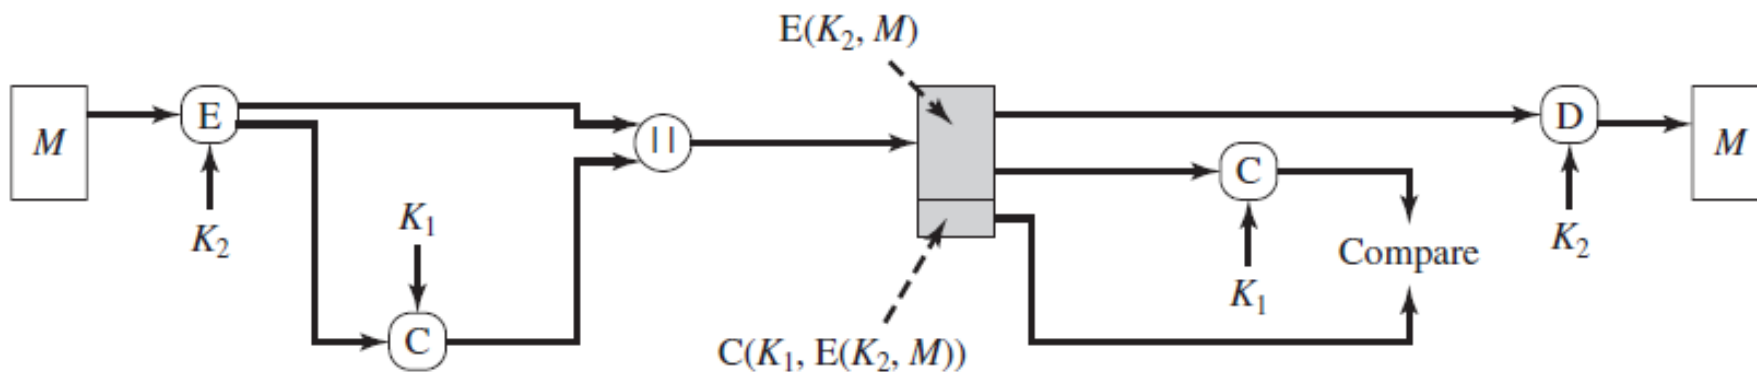 E(K₂, M)
M
E
||
D
M
C
K₂
K₁
K₂
Compare
K₁
C
C(K₁, E(K₂, M))